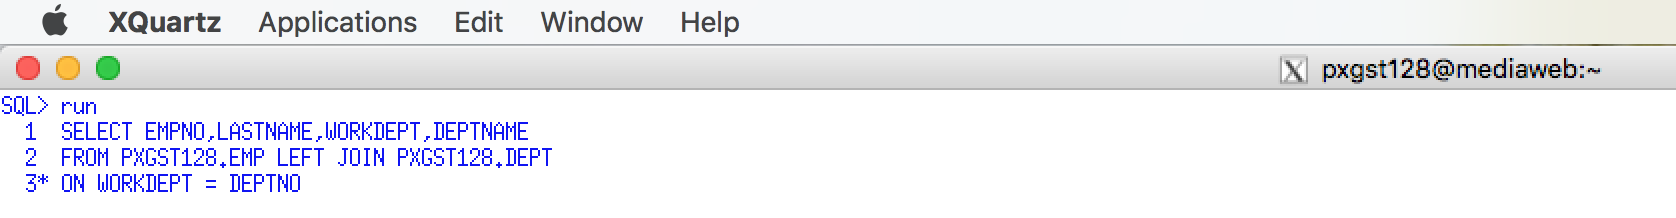 XQuartz Applications Edit Window Help
X pxgst128@mediaweb:~
SQL> run
1 SELECT EMPNO,LASTNAME,WORKDEPT,DEPTNAME
2 FROM PXGST128.EMP LEFT JOIN PXGST128.DEPT
3* ON WORKDEPT = DEPTNO